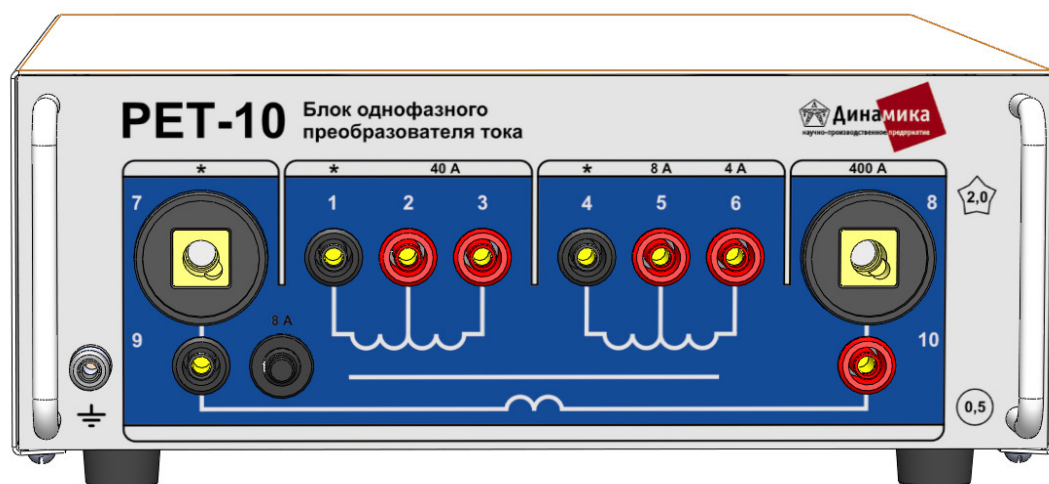 РЕТ-10
Блок однофазного
преобразователя тока
Динамика
научно-производственное предприятие
* * 40 А * 8 А 4 А 400 А
7 1 2 3 4 5 6 8
2,0
8 А
9 10
0,5